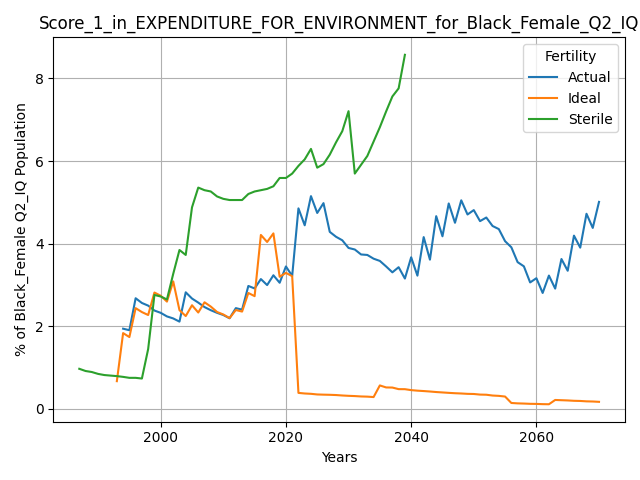 Score_1_in_EXPENDITURE_FOR_ENVIRONMENT_for_Black_Female_Q2_IQ
Fertility
Actual
Ideal
Sterile
% of Black_Female Q2_IQ Population
8
6
4
2
0
2000
2020
2040
2060
Years